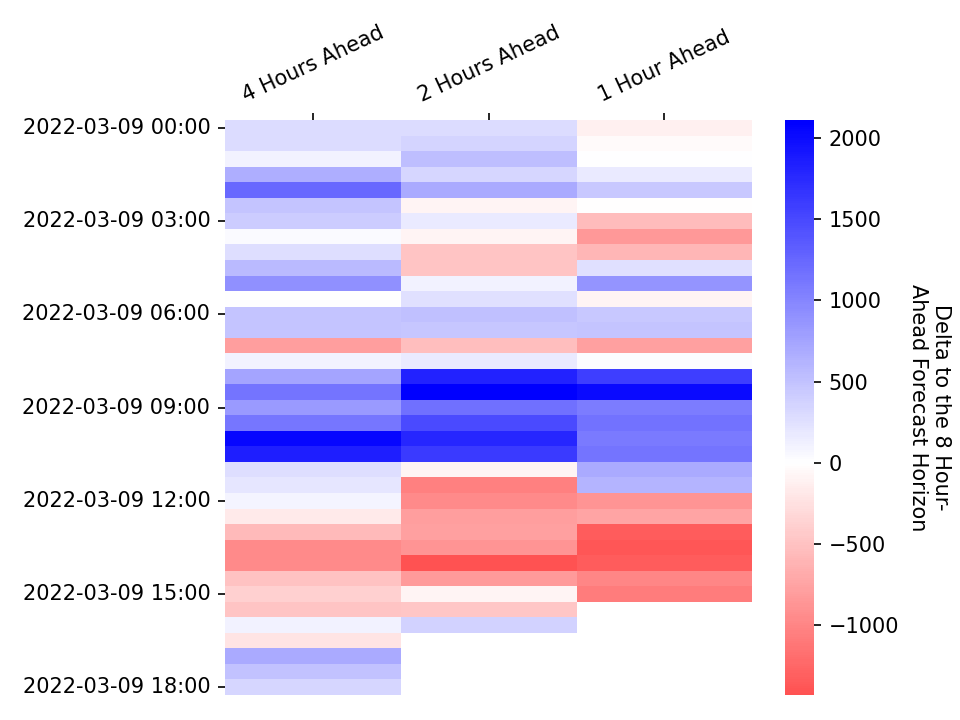 4 Hours Ahead
2 Hours Ahead
1 Hour Ahead
2022-03-09 00:00
2022-03-09 03:00
2022-03-09 06:00
2022-03-09 09:00
2022-03-09 12:00
2022-03-09 15:00
2022-03-09 18:00
2000
1500
1000
500
0
−500
−1000
Delta to the 8 Hour-
Ahead Forecast Horizon